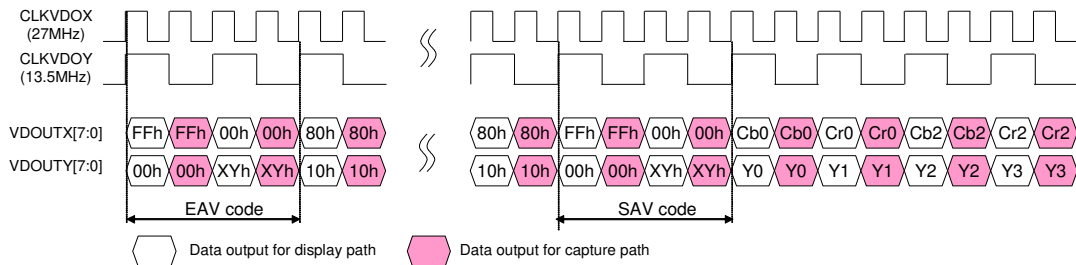 CLKVDOX
(27MHz)
CLKVDOY
(13.5MHz)
VDOUTX[7:0] FFh FFh 00h 00h 80h 80h 80h 80h FFh FFh 00h 00h Cb0 Cb0 Cr0 Cr0 Cb2 Cb2 Cr2 Cr2
VDOUTY[7:0] 00h 00h XYh XYh 10h 10h 10h 10h 00h 00h XYh XYh Y0 Y0 Y1 Y1 Y2 Y2 Y3 Y3
EAV code SAV code
Data output for display path Data output for capture path